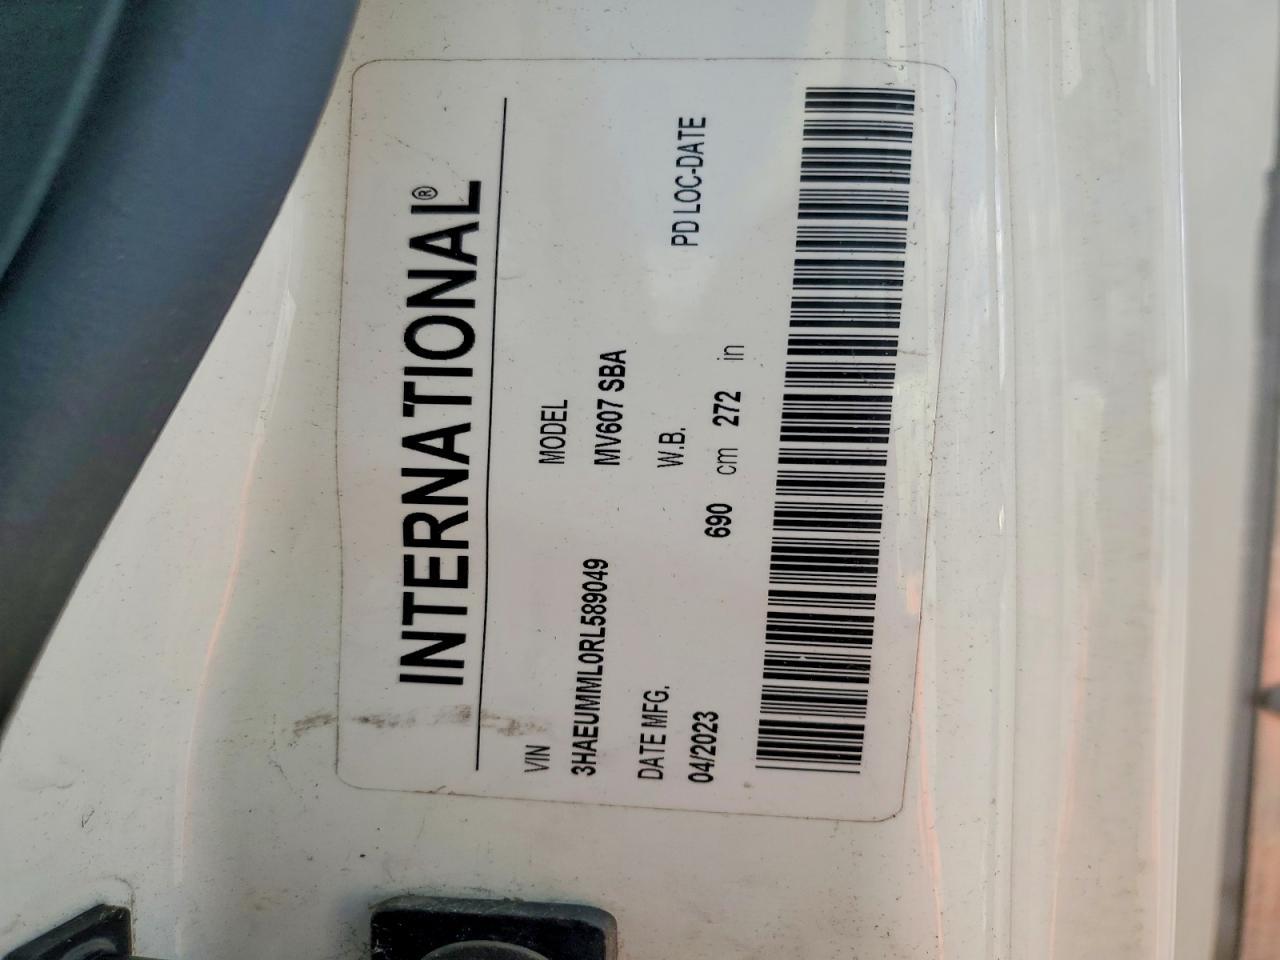 INTERNATIONAL®
VIN MODEL
3HAEUMML0RL589049 MV607 SBA
DATE MFG. W.B. PD LOC-DATE
04/2023 690 cm 272 in